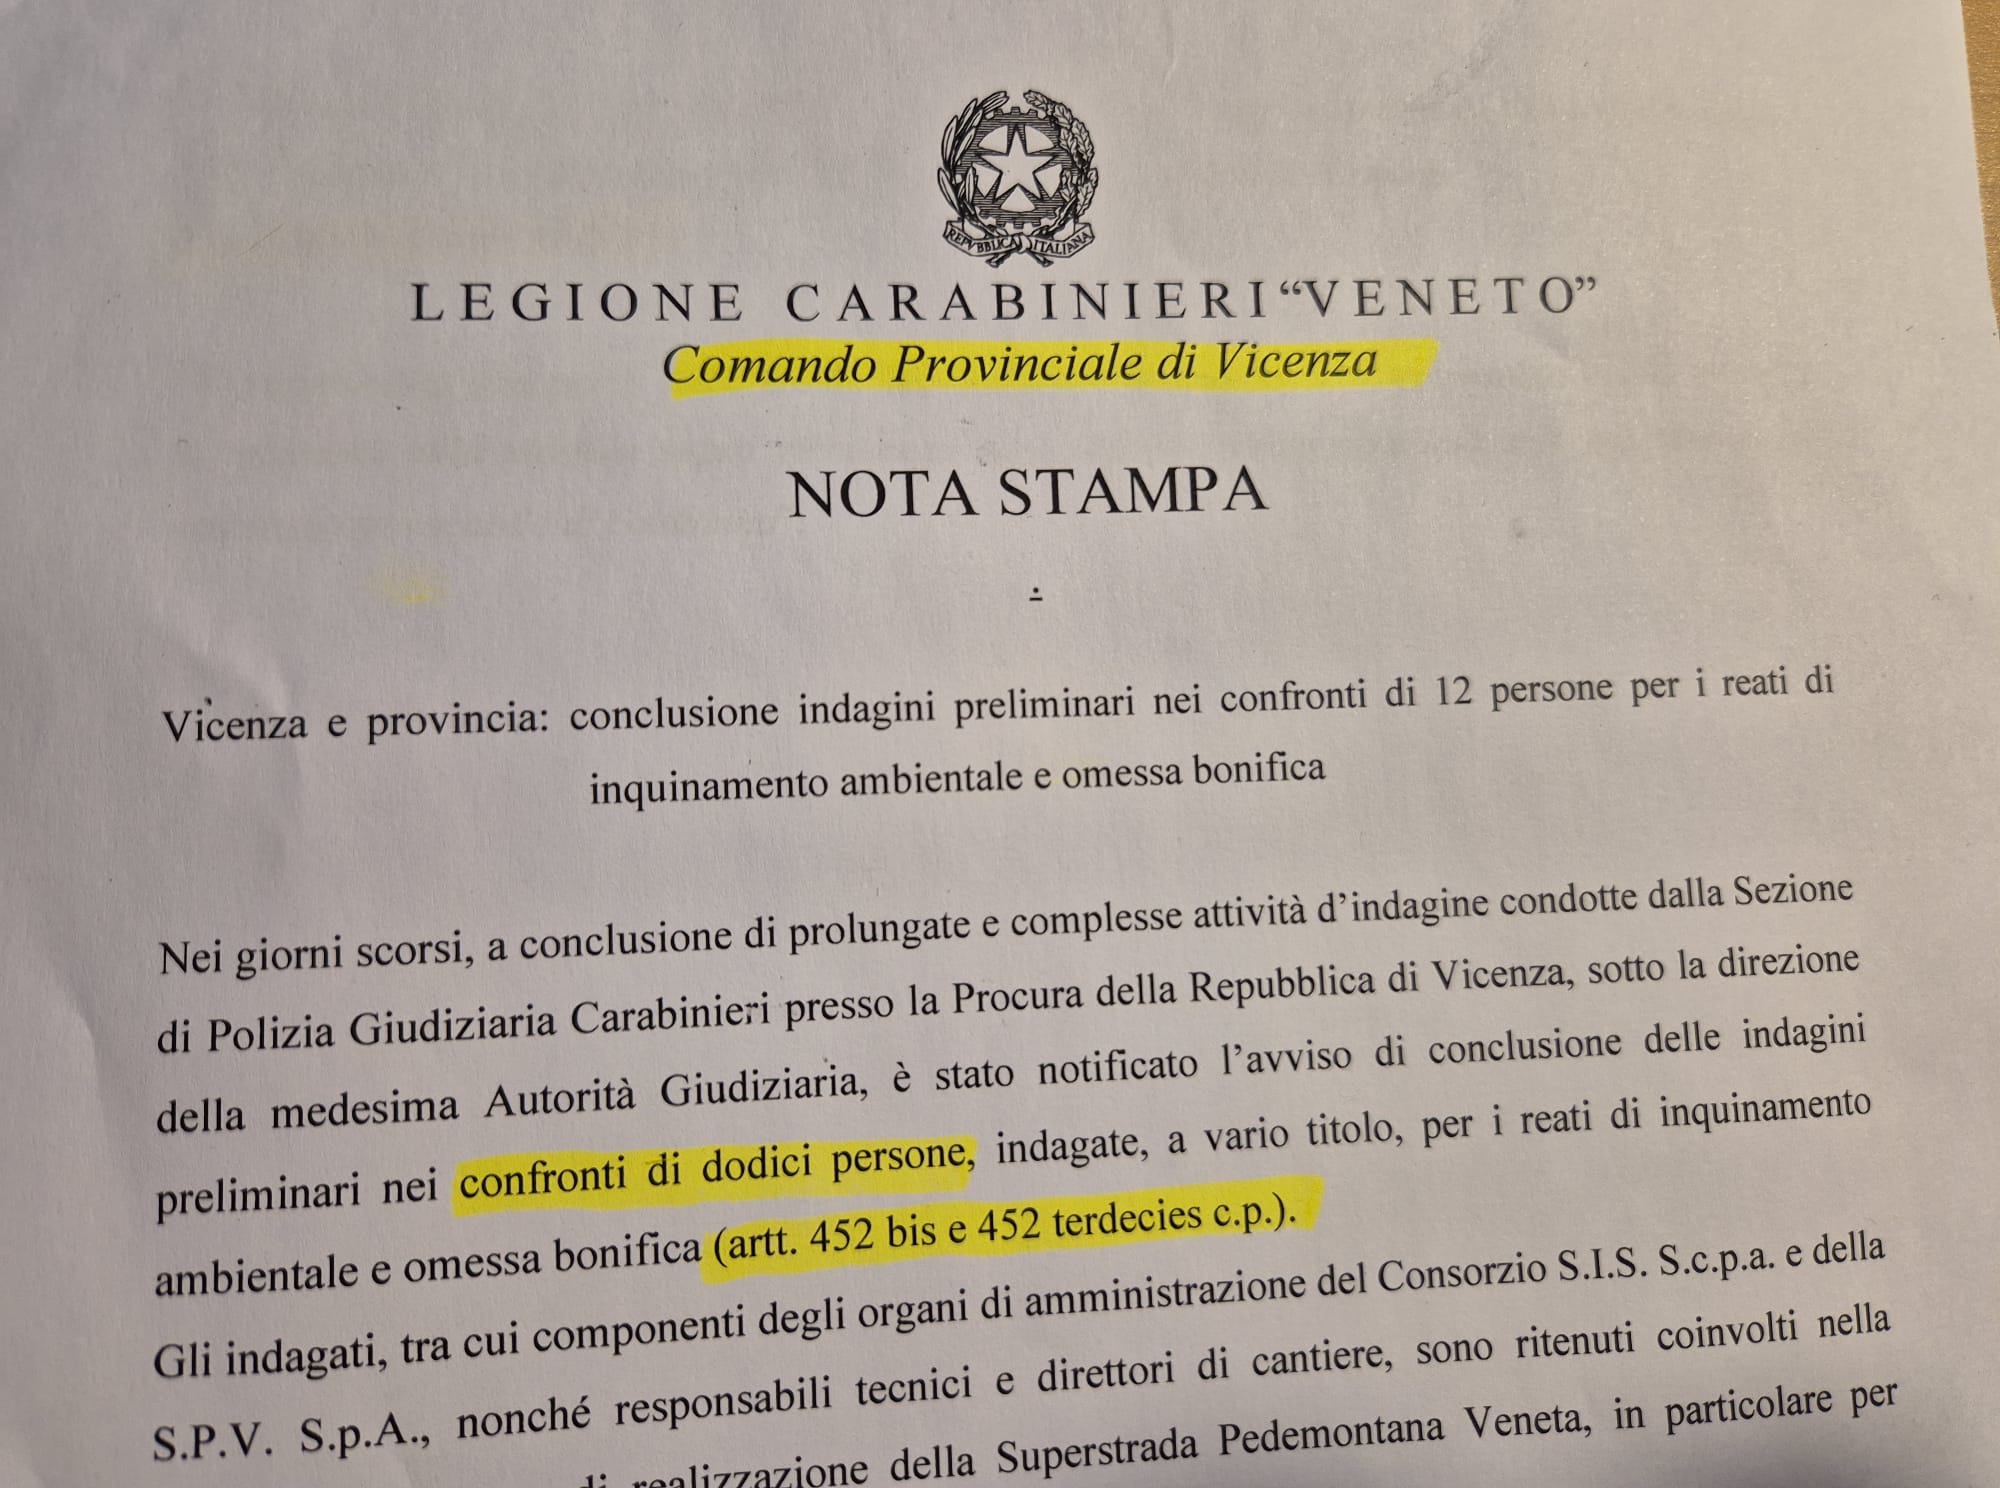 REPVBBLICA ITALIANA
LEGIONE CARABINIERI “VENETO”
Comando Provinciale di Vicenza
NOTA STAMPA
.
Vicenza e provincia: conclusione indagini preliminari nei confronti di 12 persone per i reati di
inquinamento ambientale e omessa bonifica
Nei giorni scorsi, a conclusione di prolungate e complesse attività d’indagine condotte dalla Sezione
di Polizia Giudiziaria Carabinieri presso la Procura della Repubblica di Vicenza, sotto la direzione
della medesima Autorità Giudiziaria, è stato notificato l’avviso di conclusione delle indagini
preliminari nei confronti di dodici persone, indagate, a vario titolo, per i reati di inquinamento
ambientale e omessa bonifica (artt. 452 bis e 452 terdecies c.p.).
Gli indagati, tra cui componenti degli organi di amministrazione del Consorzio S.I.S. S.c.p.a. e della
S.P.V. S.p.A., nonché responsabili tecnici e direttori di cantiere, sono ritenuti coinvolti nella
di realizzazione della Superstrada Pedemontana Veneta, in particolare per